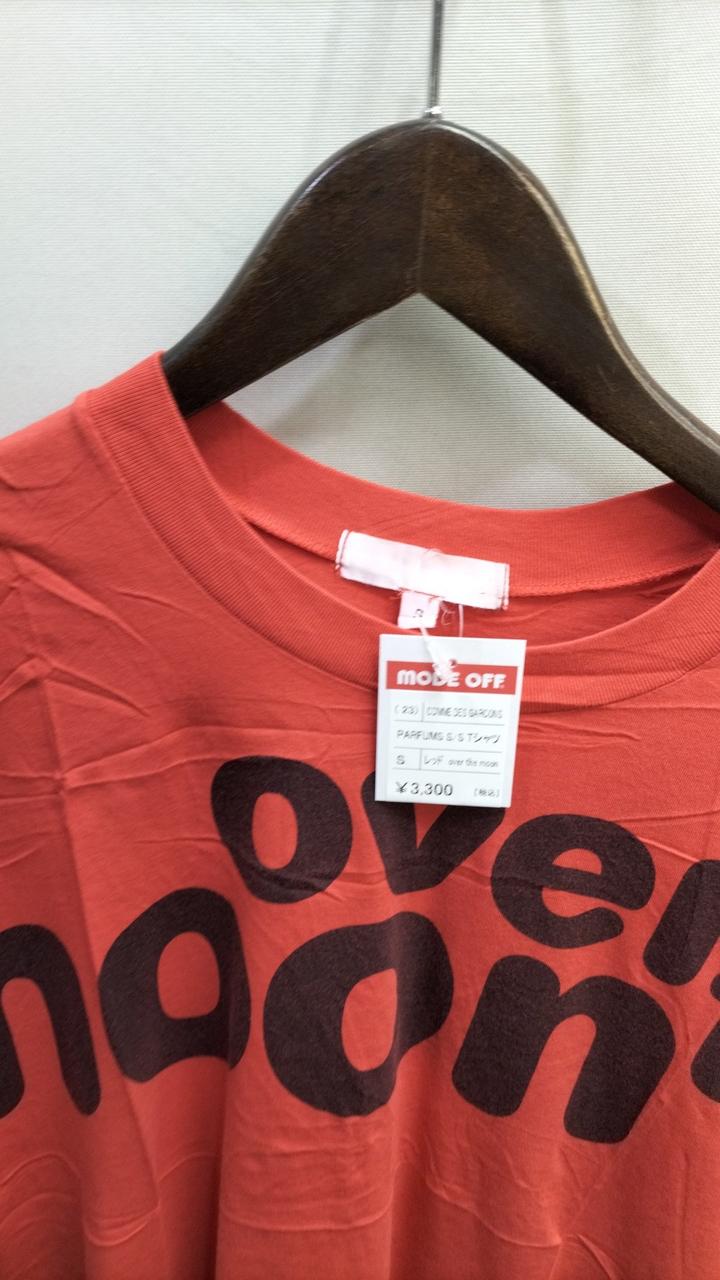 S
MODE OFF
(23) COMME DES GARCONS
PARFUMS S/S Tシャツ
S レッド over the moon
¥3,300 [税込]
over
moon